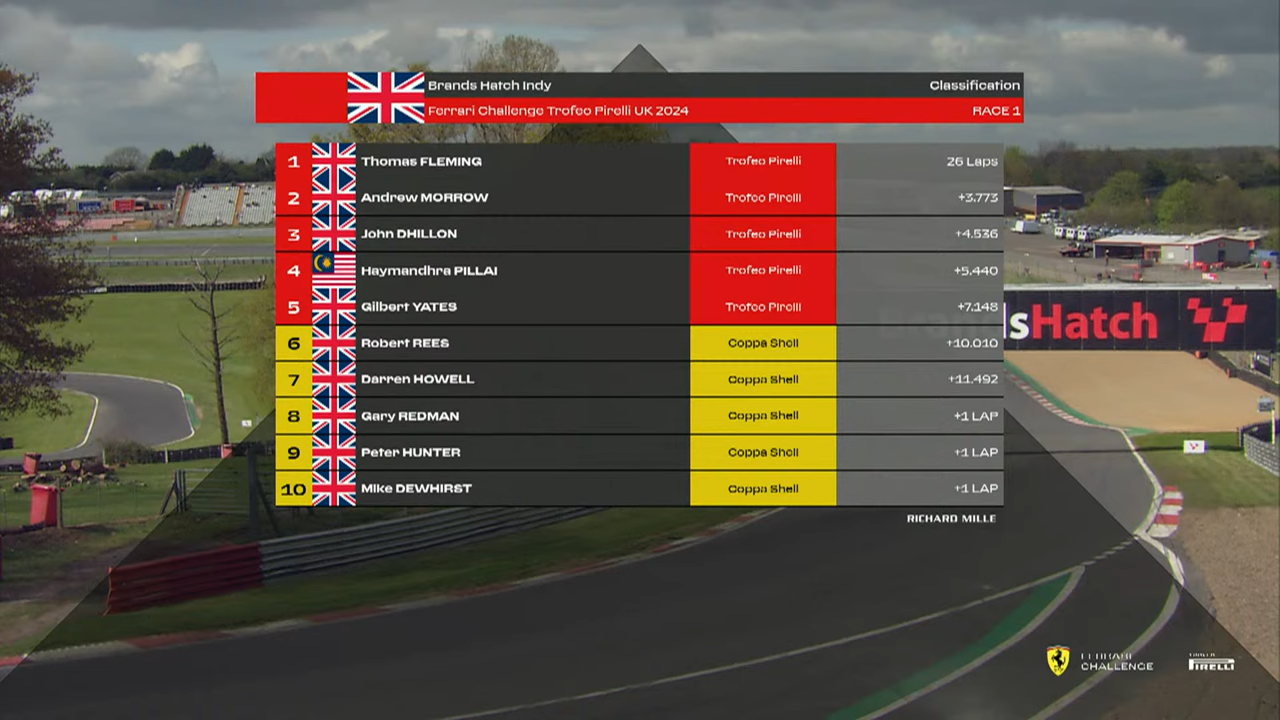 Brands Hatch Indy Classification
Ferrari Challenge Trofeo Pirelli UK 2024 RACE 1
1 Thomas FLEMING Trofeo Pirelli 26 Laps
2 Andrew MORROW Trofeo Pirelli +3.773
3 John DHILLON Trofeo Pirelli +4.536
4 Haymandhra PILLAI Trofeo Pirelli +5.440
5 Gilbert YATES Trofeo Pirelli +7.148
6 Robert REES Coppa Shell +10.010
7 Darren HOWELL Coppa Shell +11.492
8 Gary REDMAN Coppa Shell +1 LAP
9 Peter HUNTER Coppa Shell +1 LAP
10 Mike DEWHIRST Coppa Shell +1 LAP
BrandsHatch
RICHARD MILLE
FERRARI
CHALLENGE
PIRELLI